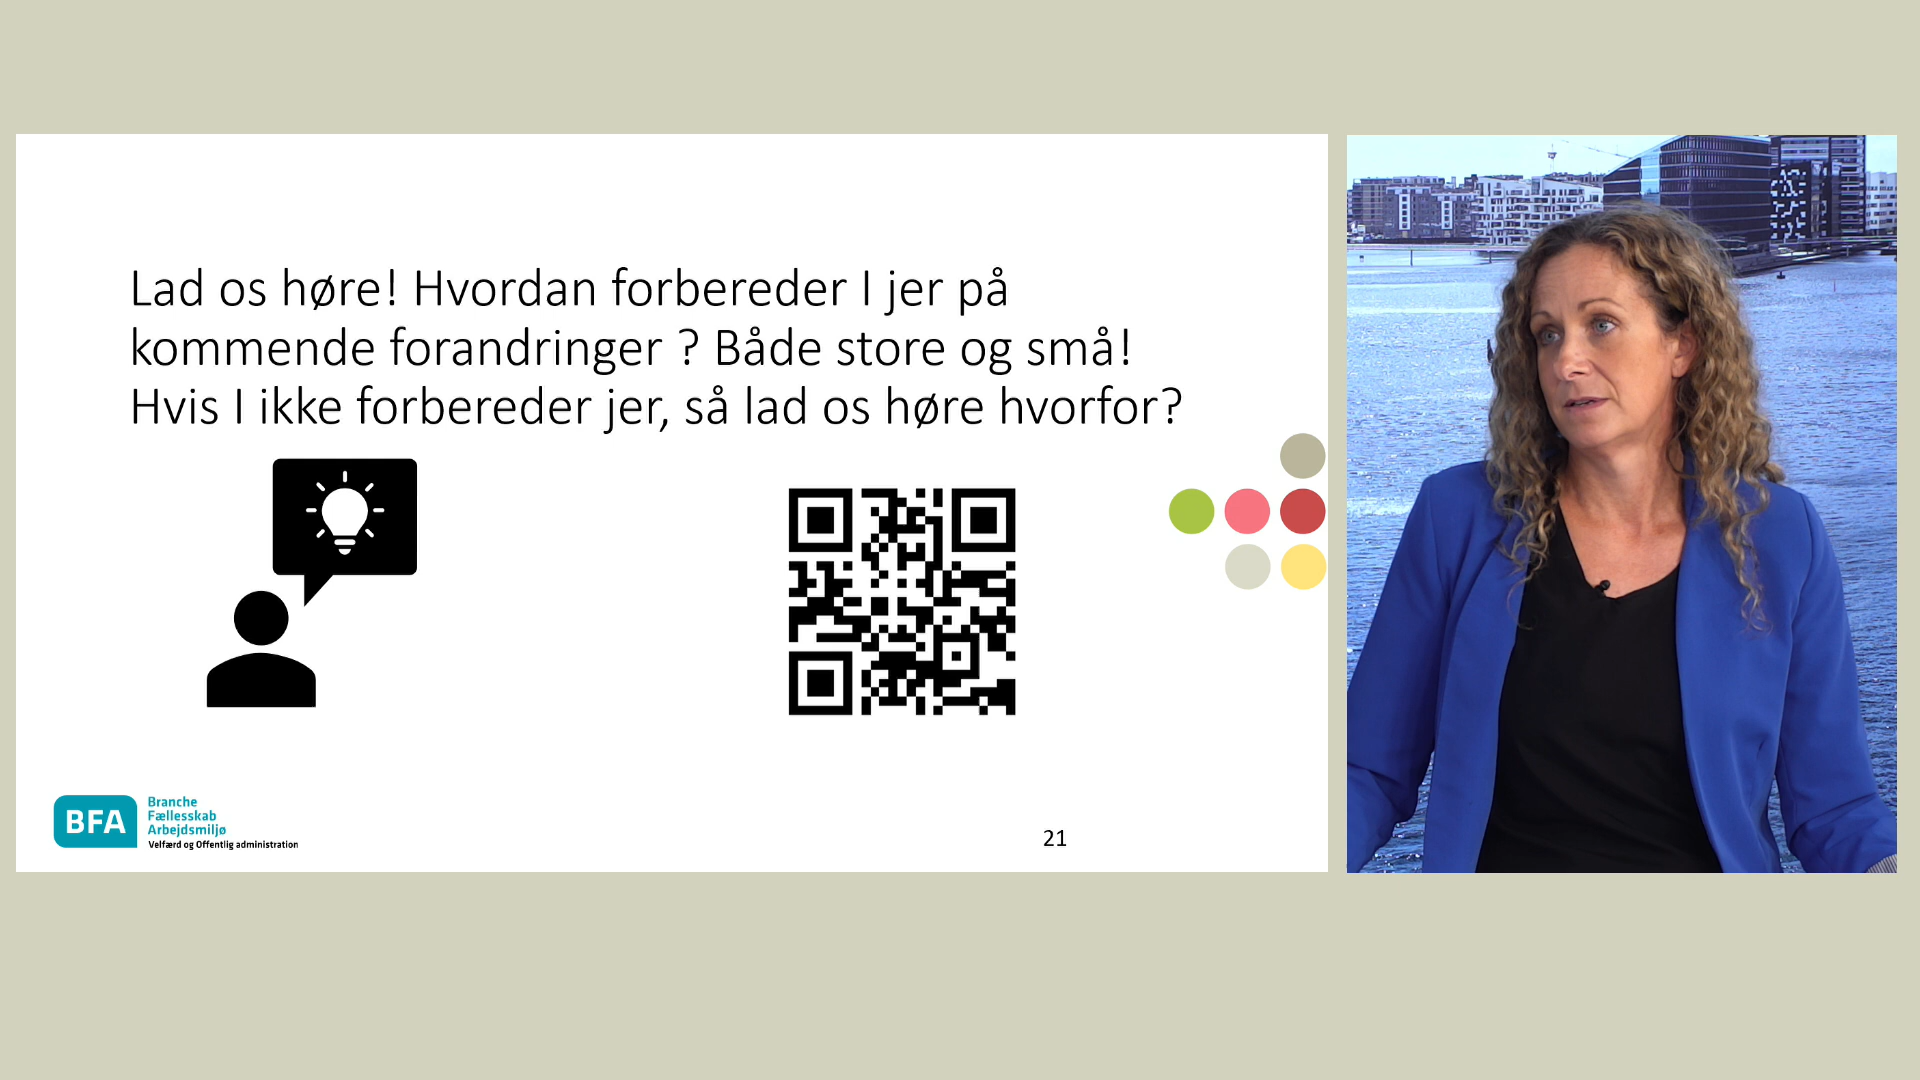 Lad os høre! Hvordan forbereder I jer på
kommende forandringer ? Både store og små!
Hvis I ikke forbereder jer, så lad os høre hvorfor?
BFA
Branche
Fællesskab
Arbejdsmiljø
Velfærd og Offentlig administration
21